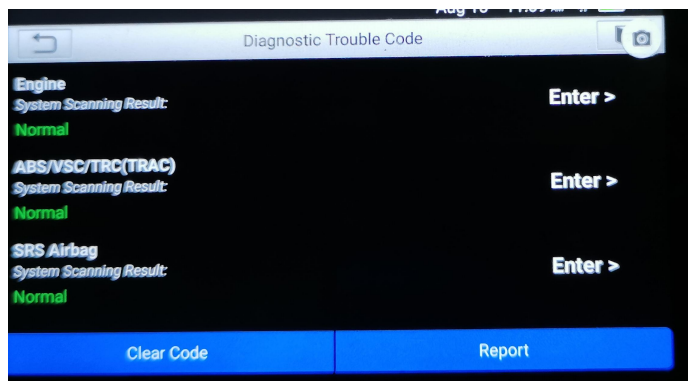 Diagnostic Trouble Code
Engine
System Scanning Result:
Normal
Enter >
ABS/VSC/TRC(TRAC)
System Scanning Result:
Normal
Enter >
SRS Airbag
System Scanning Result:
Normal
Enter >
Clear Code
Report